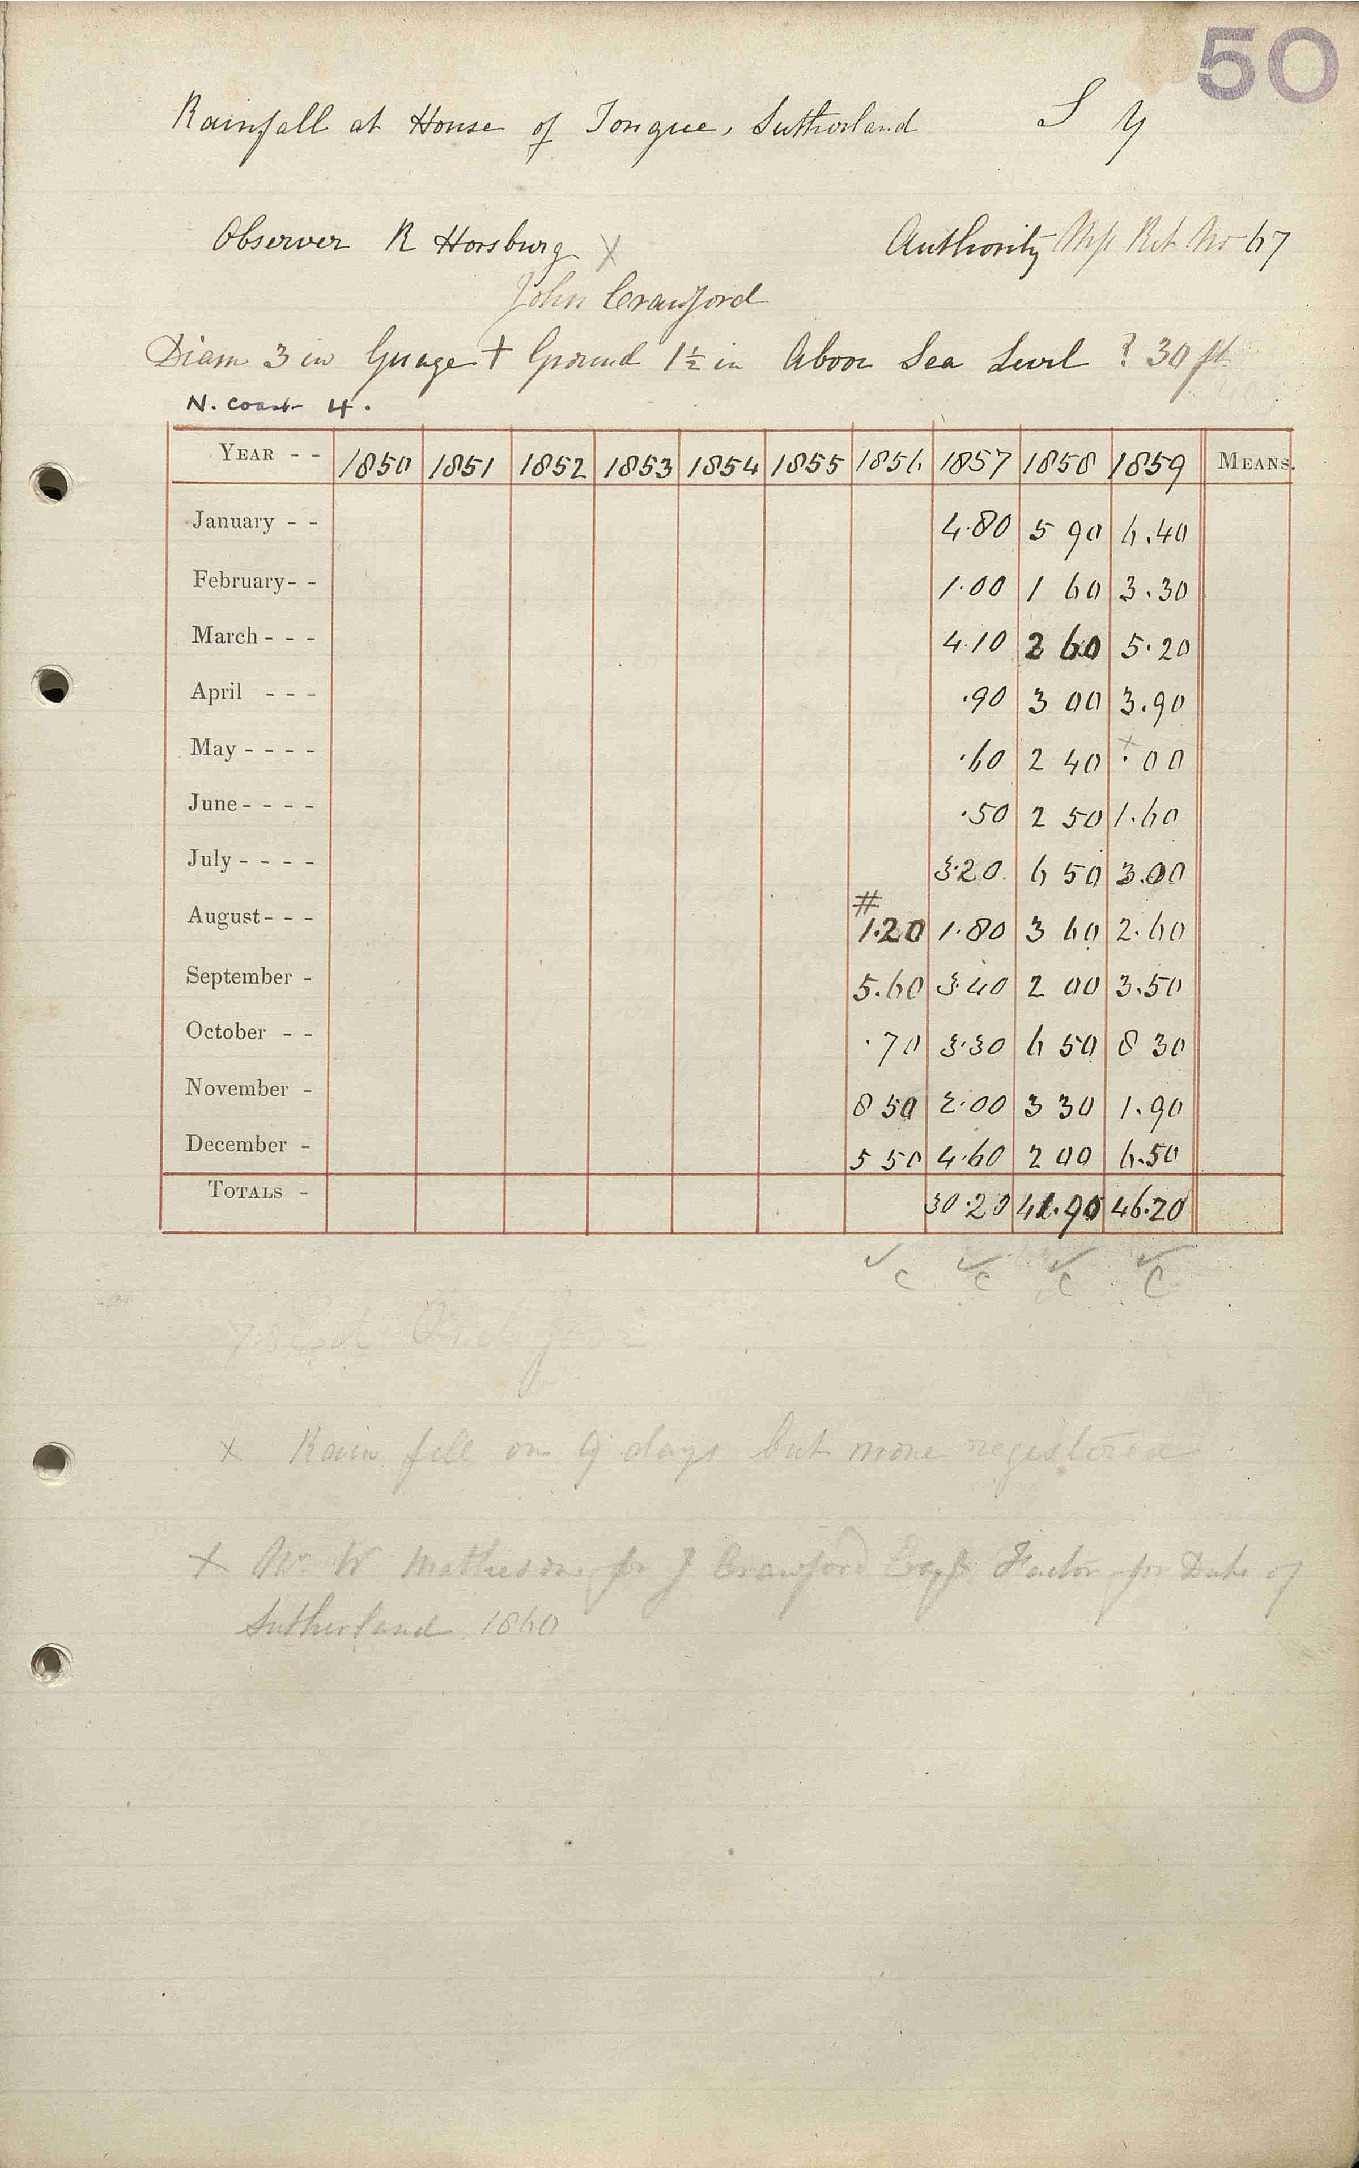 50
Rainfall at House of Tongue, Sutherland S y
Observer R Horsburg X Authority Mss Ret No 67
John Crawford
Diam 3 in Guage + Ground 1½ in Above Sea Level ? 30 ft
N. Coast 4.
YEAR - - 1850 1851 1852 1853 1854 1855 1856 1857 1858 1859 MEANS.
January - - 4.80 5 90 6.40
February - - 1.00 1 60 3.30
March - - - 4.10 2 60 5.20
April - - - .90 3 00 3.90
May - - - - .60 2 40 x .00
June - - - - .50 2 50 1.60
July - - - - 3.20 6 50 3.00
August - - - # 1.20 1.80 3 60 2.60
September - 5.60 3.40 2 00 3.50
October - - .70 3.30 6 50 8 30
November - 8 50 2.00 3 30 1.90
December - 5 50 4.60 2 00 6.50
TOTALS - 30.20 41.90 46.20
✓c ✓c ✓c ✓c
x Rain fell on 9 days but none registered
X Mr W Mathieson for J Crawford Esqr Factor for Duke of
Sutherland 1860